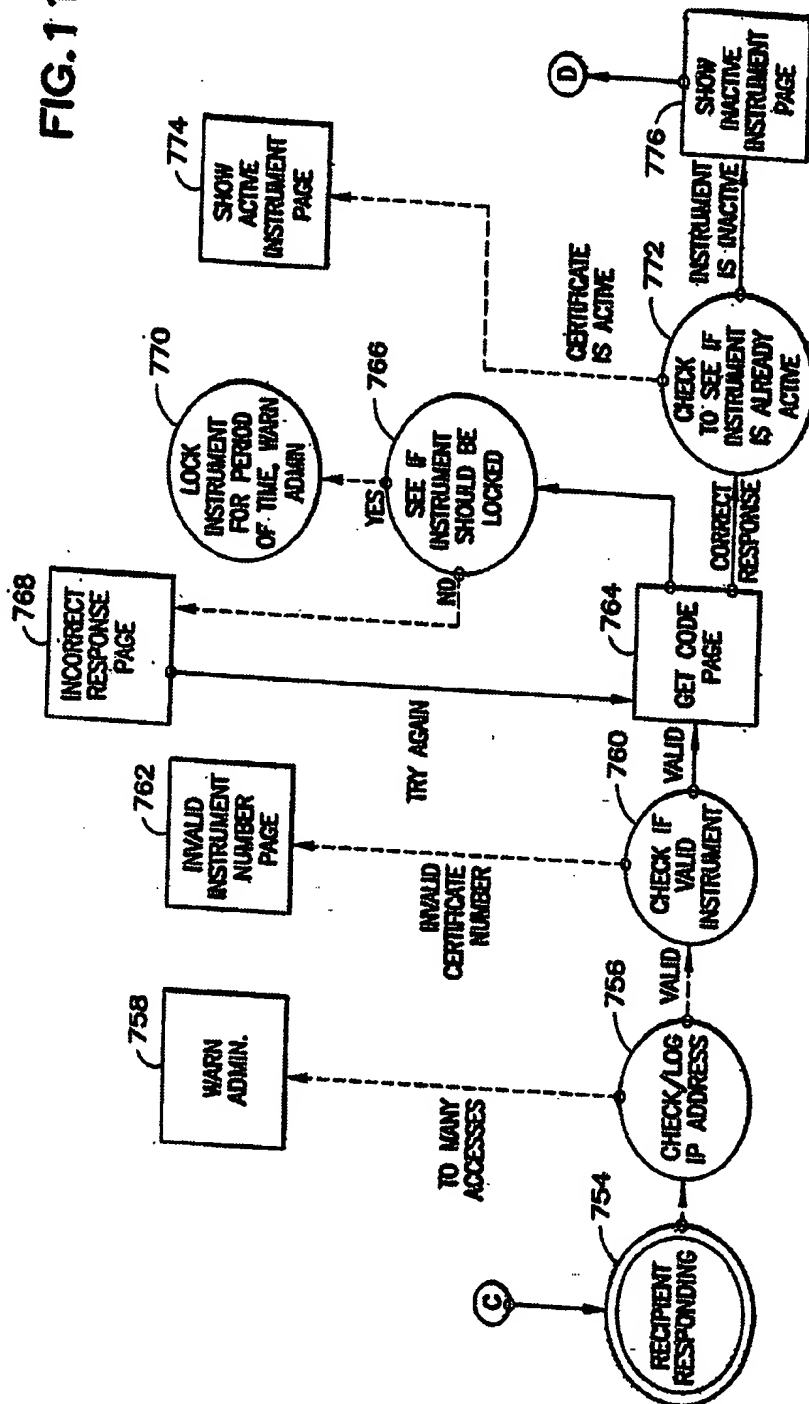 FIG. 11
C
754
RECIPIENT
RESPONDING
756
CHECK/LOG
IP ADDRESS
TO MANY
ACCESSES
758
WARN
ADMIN.
VALID
760
CHECK IF
VALID
INSTRUMENT
INVALID
CERTIFICATE
NUMBER
762
INVALID
INSTRUMENT
NUMBER
PAGE
VALID
764
GET CODE
PAGE
TRY AGAIN
768
INCORRECT
RESPONSE
PAGE
NO
YES
766
SEE IF
INSTRUMENT
SHOULD BE
LOCKED
770
LOCK
INSTRUMENT
FOR PERIOD
OF TIME, WARN
ADMIN
CORRECT
RESPONSE
772
CHECK
TO SEE IF
INSTRUMENT
IS ALREADY
ACTIVE
CERTIFICATE
IS ACTIVE
774
SHOW
ACTIVE
INSTRUMENT
PAGE
INSTRUMENT
IS INACTIVE
776
SHOW
INACTIVE
INSTRUMENT
PAGE
D